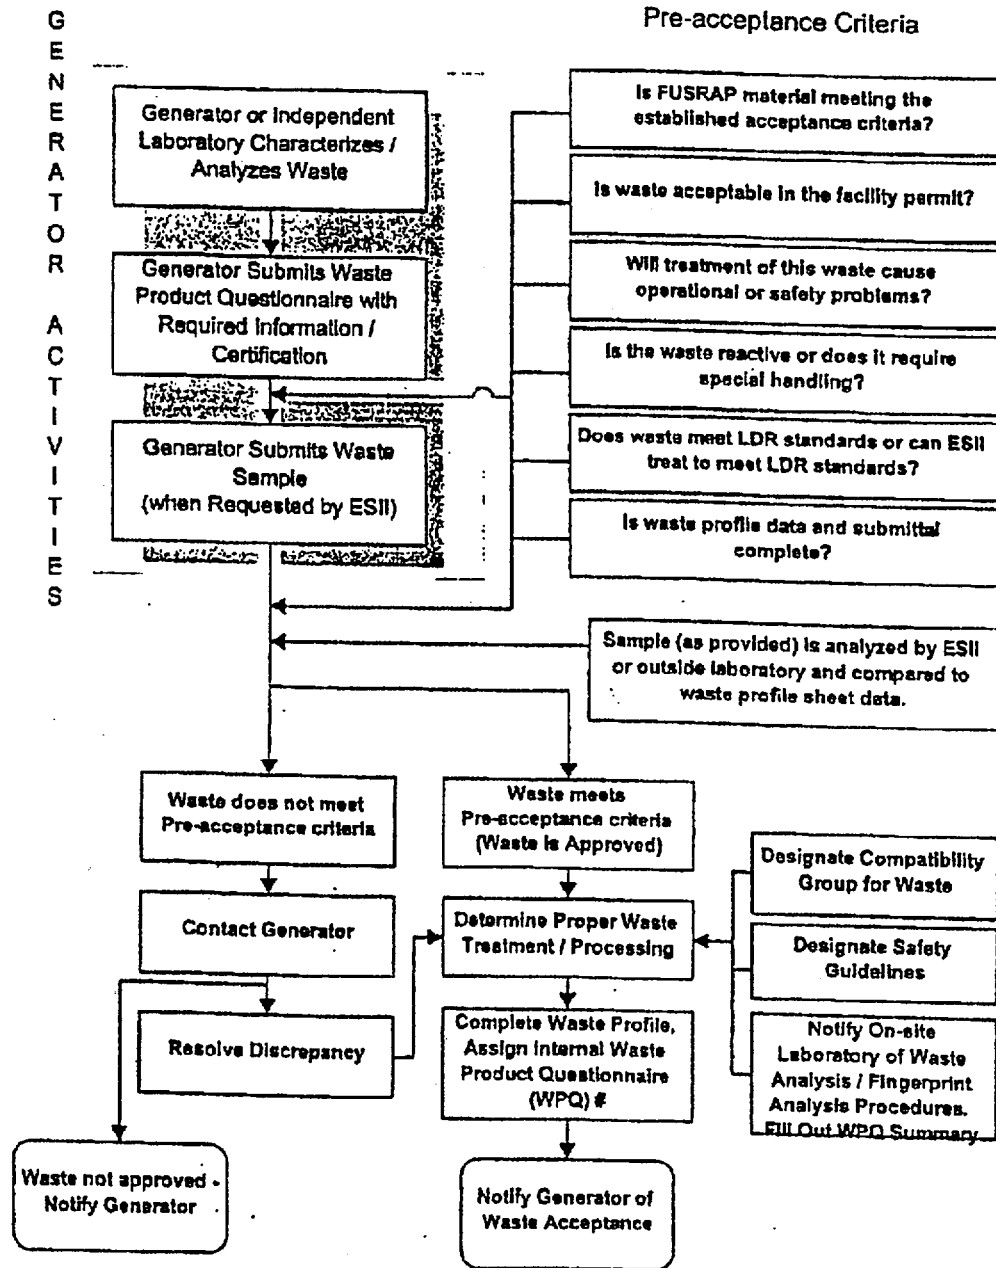 GENERATOR ACTIVITIES
Pre-acceptance Criteria
Generator or Independent
Laboratory Characterizes /
Analyzes Waste
Generator Submits Waste
Product Questionnaire with
Required Information /
Certification
Generator Submits Waste
Sample
(when Requested by ESII)
Is FUSRAP material meeting the
established acceptance criteria?
Is waste acceptable in the facility permit?
Will treatment of this waste cause
operational or safety problems?
Is the waste reactive or does it require
special handling?
Does waste meet LDR standards or can ESII
treat to meet LDR standards?
Is waste profile data and submittal
complete?
Sample (as provided) is analyzed by ESII
or outside laboratory and compared to
waste profile sheet data.
Waste does not meet
Pre-acceptance criteria
Waste meets
Pre-acceptance criteria
(Waste is Approved)
Contact Generator
Determine Proper Waste
Treatment / Processing
Designate Compatibility
Group for Waste
Designate Safety
Guidelines
Resolve Discrepancy
Complete Waste Profile,
Assign Internal Waste
Product Questionnaire
(WPQ) #
Notify On-site
Laboratory of Waste
Analysis / Fingerprint
Analysis Procedures.
Fill Out WPQ Summary
Waste not approved -
Notify Generator
Notify Generator of
Waste Acceptance